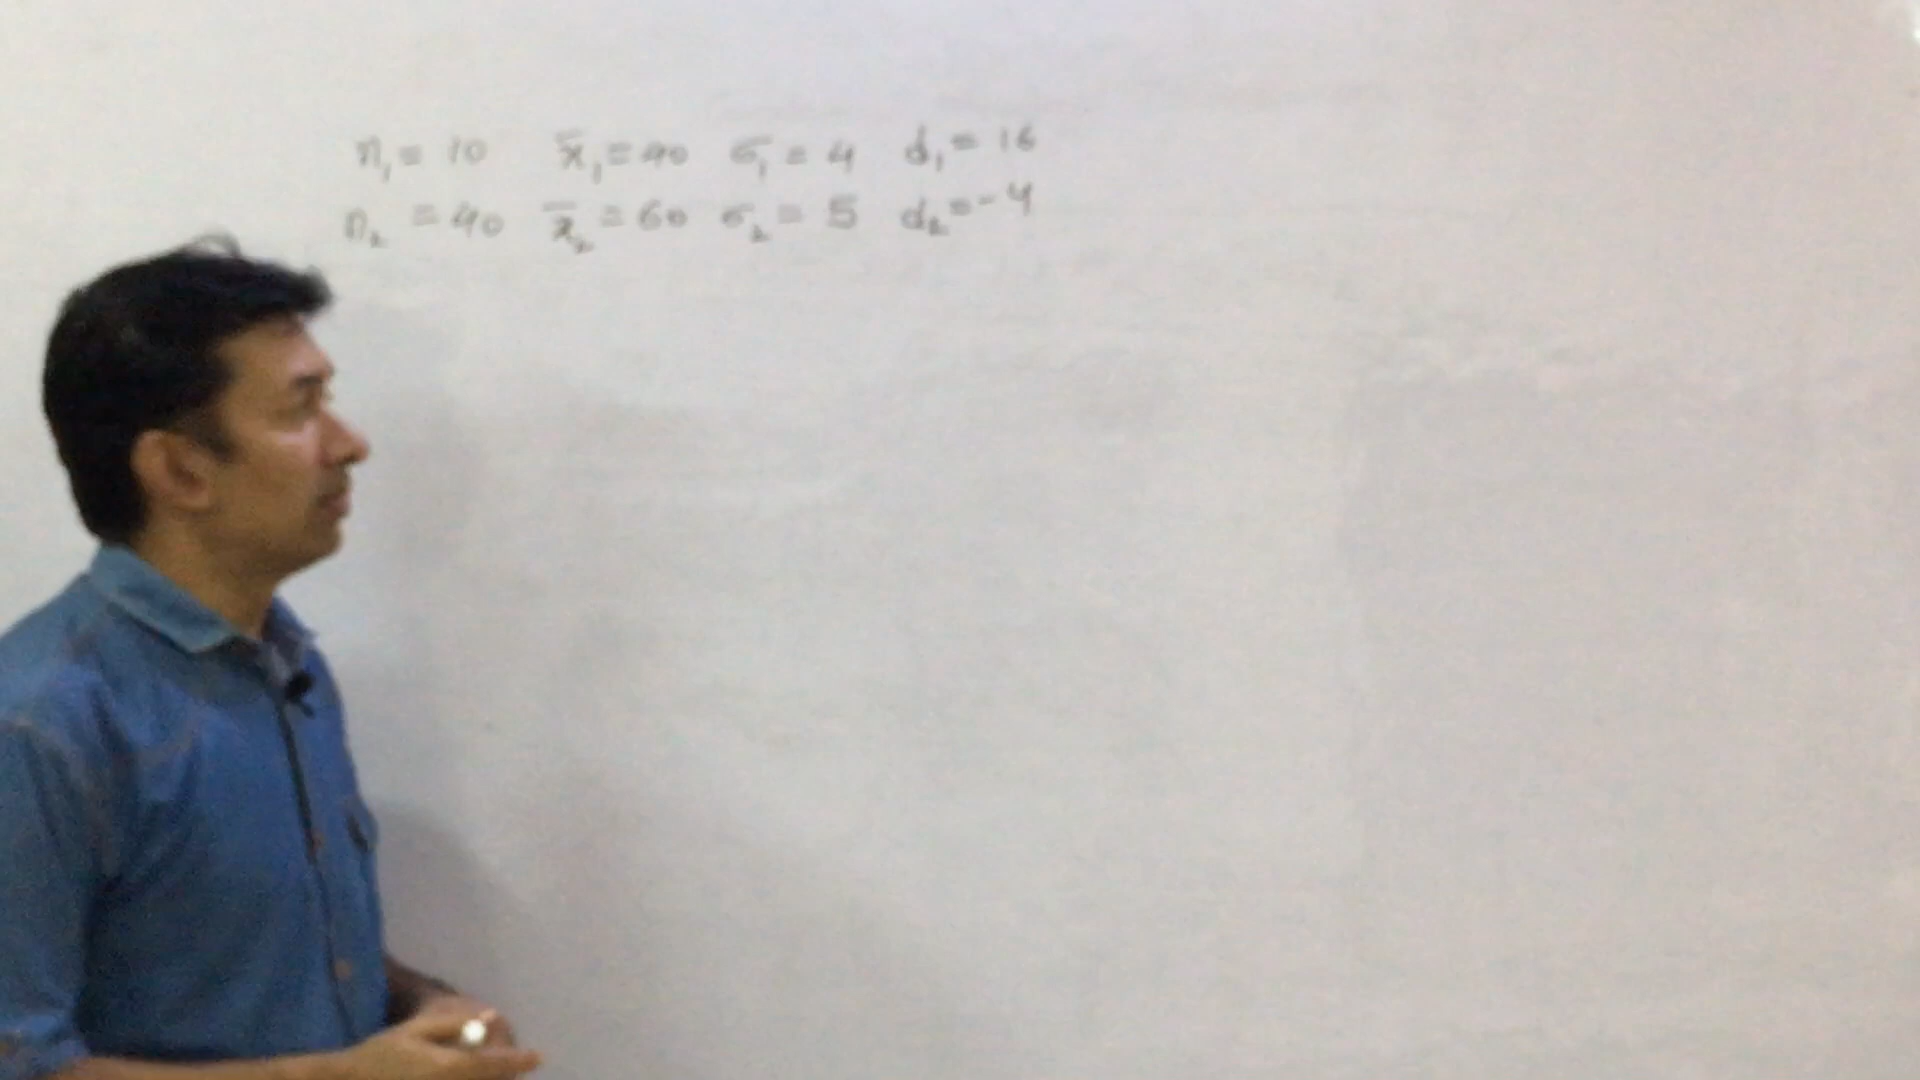 n₁ = 10 x̄₁ = 40 σ₁ = 4 d₁ = 16
n₂ = 40 x̄₂ = 60 σ₂ = 5 d₂ = -4